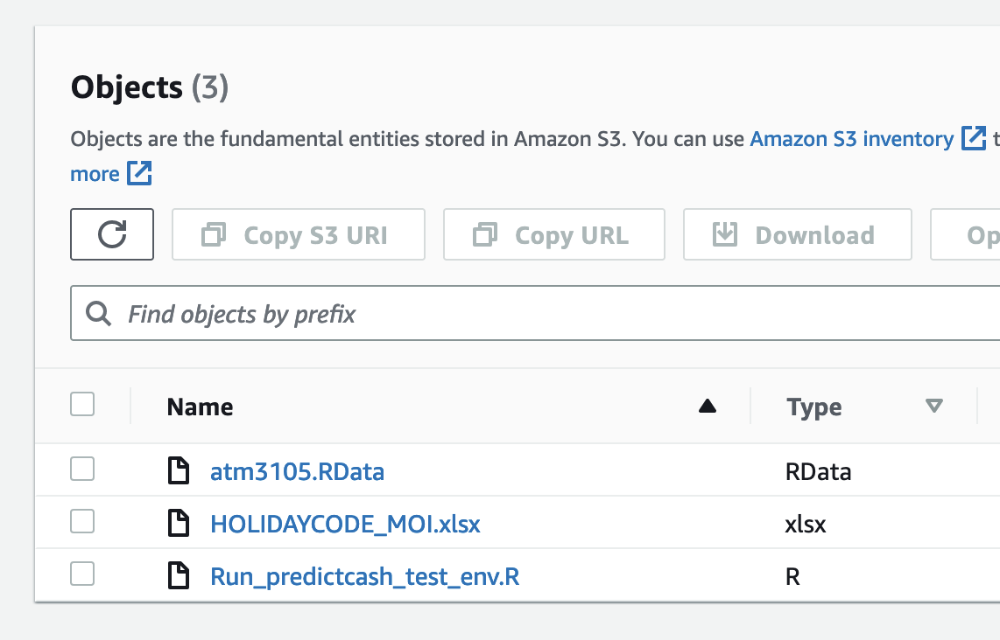 Objects (3)
Objects are the fundamental entities stored in Amazon S3. You can use Amazon S3 inventory t
more
Copy S3 URI Copy URL Download Op
Find objects by prefix
Name Type
atm3105.RData RData
HOLIDAYCODE_MOI.xlsx xlsx
Run_predictcash_test_env.R R